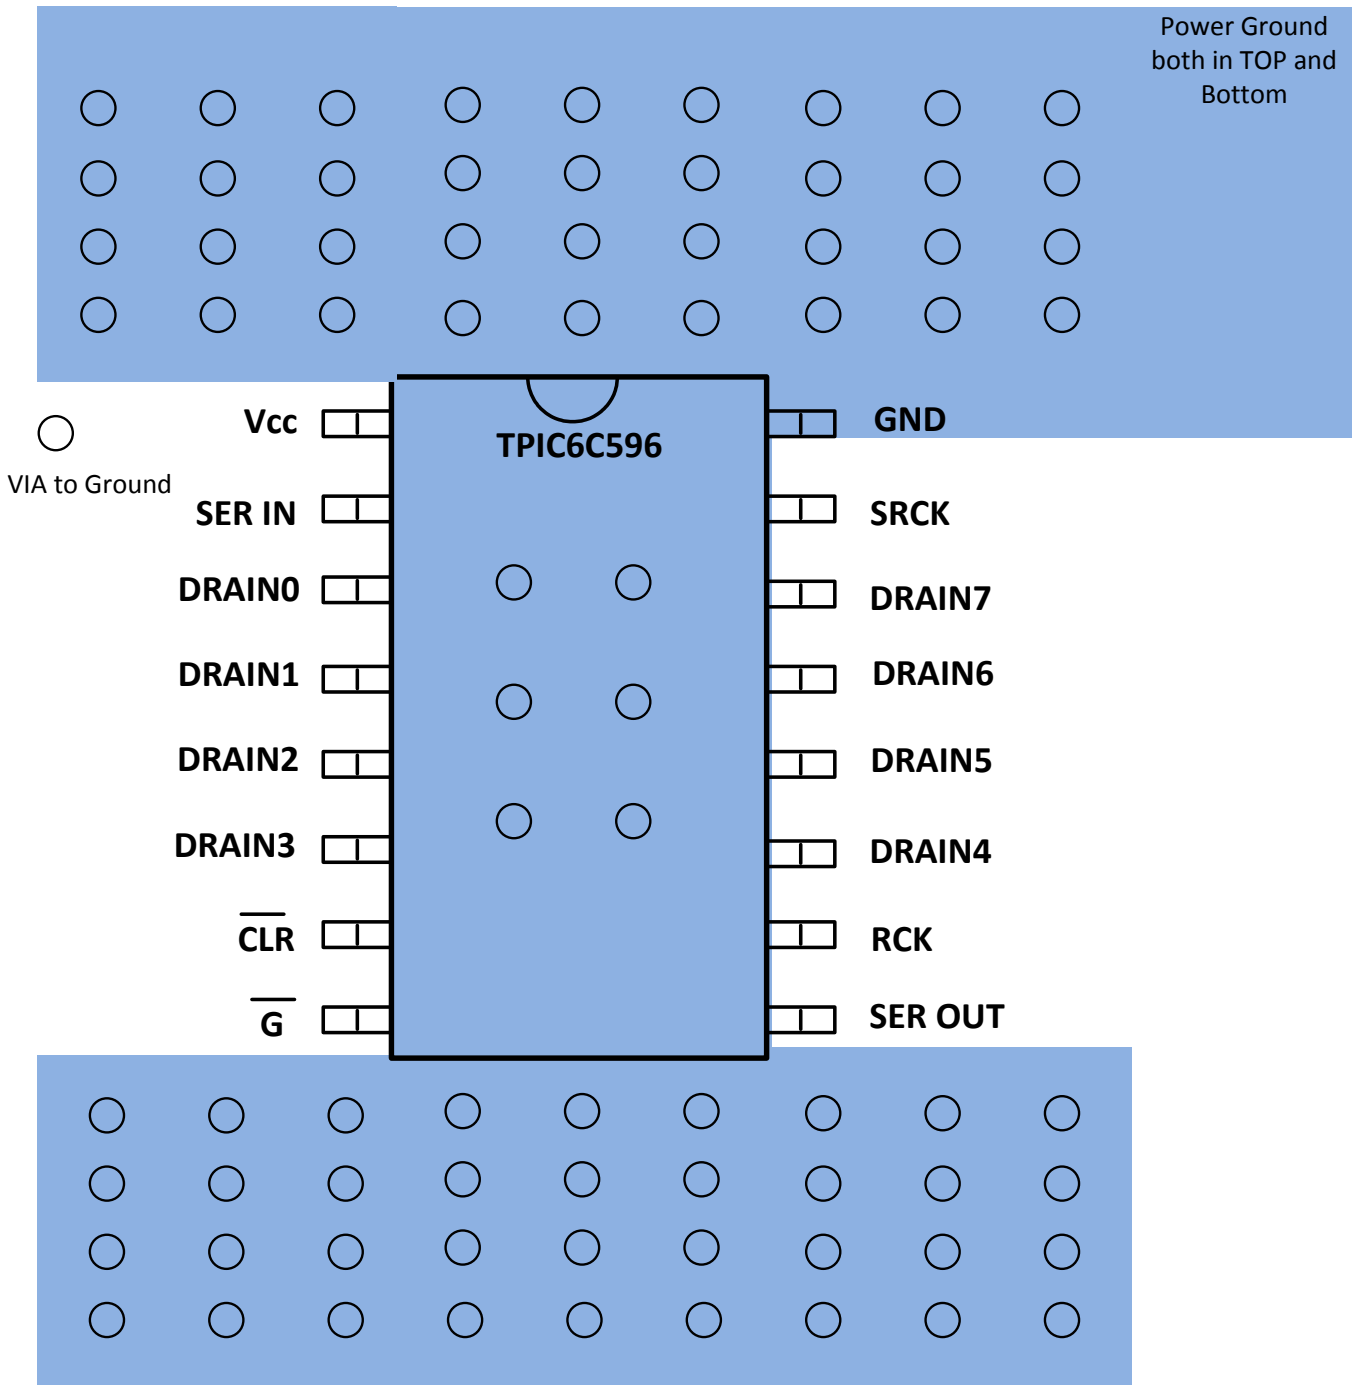 Power Ground
both in TOP and
Bottom
Vcc
TPIC6C596
GND
VIA to Ground
SER IN
SRCK
DRAIN0
DRAIN7
DRAIN1
DRAIN6
DRAIN2
DRAIN5
DRAIN3
DRAIN4
C̅L̅R̅
RCK
G̅
SER OUT